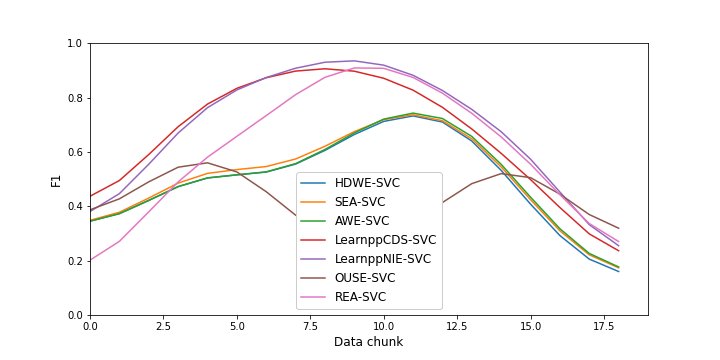 1.0
0.8
0.6
0.4
0.2
0.0
F1
0.0 2.5 5.0 7.5 10.0 12.5 15.0 17.5
Data chunk
HDWE-SVC
SEA-SVC
AWE-SVC
LearnppCDS-SVC
LearnppNIE-SVC
OUSE-SVC
REA-SVC